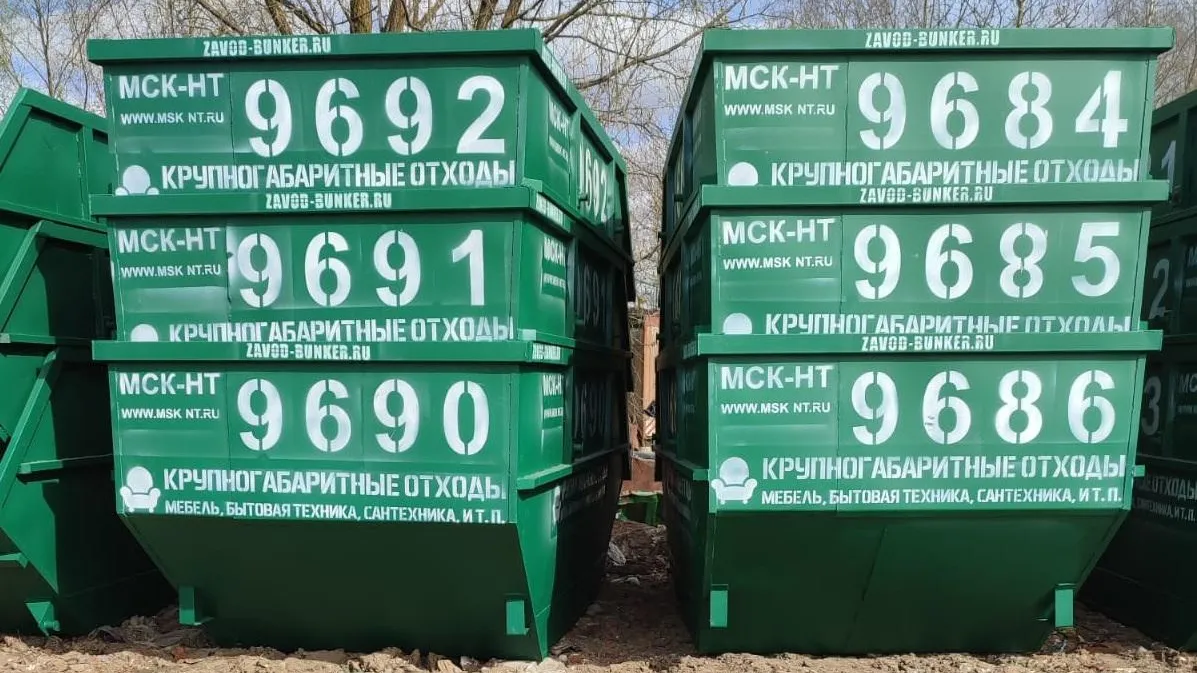 ZAVOD-BUNKER.RU
МСК-НТ 9692
WWW.MSK NT.RU
КРУПНОГАБАРИТНЫЕ ОТХОДЫ
ZAVOD-BUNKER.RU
МСК-НТ 9691
WWW.MSK NT.RU
КРУПНОГАБАРИТНЫЕ ОТХОДЫ
ZAVOD-BUNKER.RU
МСК-НТ 9690
WWW.MSK NT.RU
КРУПНОГАБАРИТНЫЕ ОТХОДЫ
МЕБЕЛЬ, БЫТОВАЯ ТЕХНИКА, САНТЕХНИКА, И Т. П.
ZAVOD-BUNKER.RU
МСК-НТ 9684
WWW.MSK NT.RU
КРУПНОГАБАРИТНЫЕ ОТХОДЫ
ZAVOD-BUNKER.RU
МСК-НТ 9685
WWW.MSK NT.RU
КРУПНОГАБАРИТНЫЕ ОТХОДЫ
ZAVOD-BUNKER.RU
МСК-НТ 9686
WWW.MSK NT.RU
КРУПНОГАБАРИТНЫЕ ОТХОДЫ
МЕБЕЛЬ, БЫТОВАЯ ТЕХНИКА, САНТЕХНИКА, И Т. П.